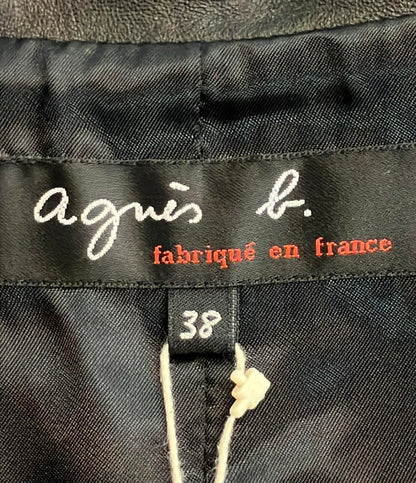 agnès b.
fabriqué en france
38